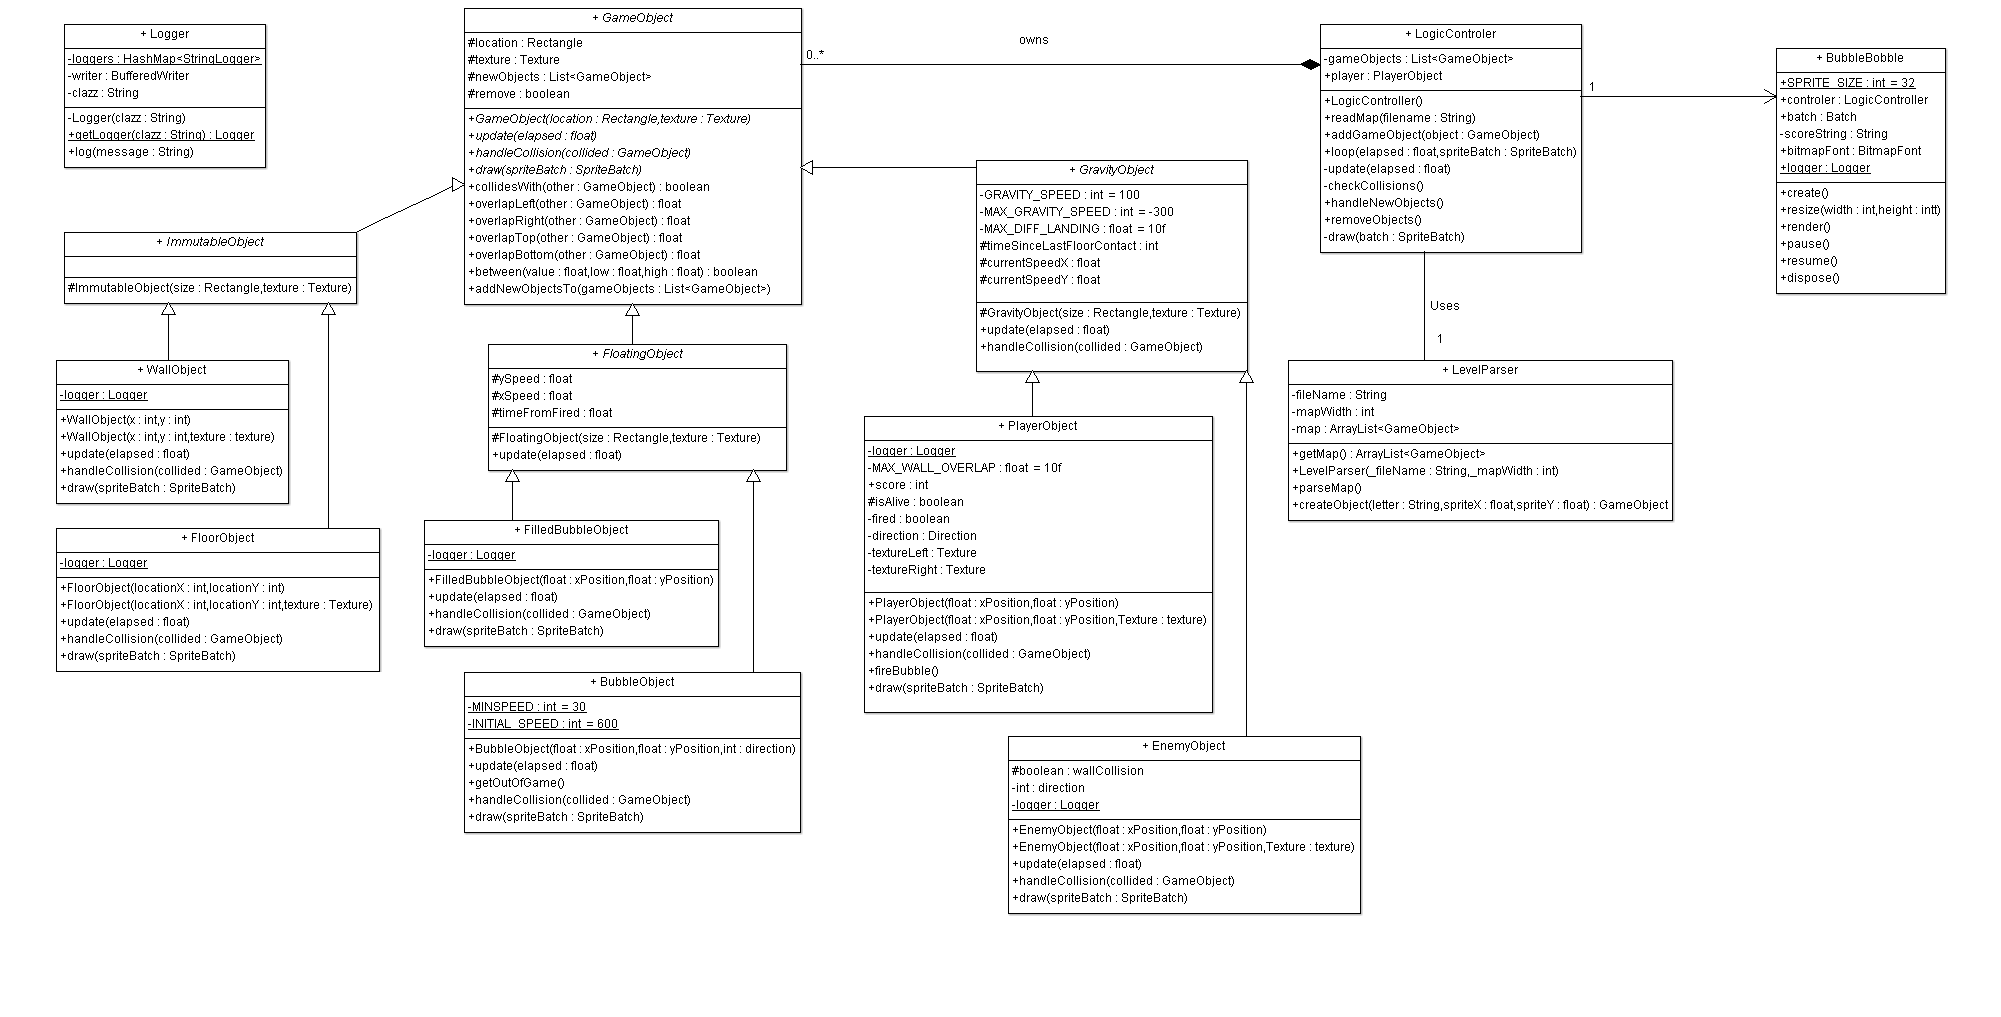 + Logger
-loggers : HashMap<StringLogger>
-writer : BufferedWriter
-clazz : String
-Logger(clazz : String)
+getLogger(clazz : String) : Logger
+log(message : String)
+ GameObject
#location : Rectangle
#texture : Texture
#newObjects : List<GameObject>
#remove : boolean
+GameObject(location : Rectangle,texture : Texture)
+update(elapsed : float)
+handleCollision(collided : GameObject)
+draw(spriteBatch : SpriteBatch)
+collidesWith(other : GameObject) : boolean
+overlapLeft(other : GameObject) : float
+overlapRight(other : GameObject) : float
+overlapTop(other : GameObject) : float
+overlapBottom(other : GameObject) : float
+between(value : float,low : float,high : float) : boolean
+addNewObjectsTo(gameObjects : List<GameObject>)
0..*
owns
+ LogicControler
-gameObjects : List<GameObject>
+player : PlayerObject
+LogicController()
+readMap(filename : String)
+addGameObject(object : GameObject)
+loop(elapsed : float,spriteBatch : SpriteBatch)
-update(elapsed : float)
-checkCollisions()
+handleNewObjects()
+removeObjects()
-draw(batch : SpriteBatch)
1
+ BubbleBobble
+SPRITE_SIZE : int = 32
+controler : LogicController
+batch : Batch
-scoreString : String
+bitmapFont : BitmapFont
+logger : Logger
+create()
+resize(width : int,height : intt)
+render()
+pause()
+resume()
+dispose()
+ GravityObject
-GRAVITY_SPEED : int = 100
-MAX_GRAVITY_SPEED : int = -300
-MAX_DIFF_LANDING : float = 10f
#timeSinceLastFloorContact : int
#currentSpeedX : float
#currentSpeedY : float
#GravityObject(size : Rectangle,texture : Texture)
+update(elapsed : float)
+handleCollision(collided : GameObject)
+ ImmutableObject
#ImmutableObject(size : Rectangle,texture : Texture)
Uses
1
+ FloatingObject
#ySpeed : float
#xSpeed : float
#timeFromFired : float
#FloatingObject(size : Rectangle,texture : Texture)
+update(elapsed : float)
+ WallObject
-logger : Logger
+WallObject(x : int,y : int)
+WallObject(x : int,y : int,texture : texture)
+update(elapsed : float)
+handleCollision(collided : GameObject)
+draw(spriteBatch : SpriteBatch)
+ LevelParser
-fileName : String
-mapWidth : int
-map : ArrayList<GameObject>
+getMap() : ArrayList<GameObject>
+LevelParser(_fileName : String,_mapWidth : int)
+parseMap()
+createObject(letter : String,spriteX : float,spriteY : float) : GameObject
+ PlayerObject
-logger : Logger
-MAX_WALL_OVERLAP : float = 10f
+score : int
#isAlive : boolean
-fired : boolean
-direction : Direction
-textureLeft : Texture
-textureRight : Texture
+PlayerObject(float : xPosition,float : yPosition)
+PlayerObject(float : xPosition,float : yPosition,Texture : texture)
+update(elapsed : float)
+handleCollision(collided : GameObject)
+fireBubble()
+draw(spriteBatch : SpriteBatch)
+ FilledBubbleObject
-logger : Logger
+FilledBubbleObject(float : xPosition,float : yPosition)
+update(elapsed : float)
+handleCollision(collided : GameObject)
+draw(spriteBatch : SpriteBatch)
+ FloorObject
-logger : Logger
+FloorObject(locationX : int,locationY : int)
+FloorObject(locationX : int,locationY : int,texture : Texture)
+update(elapsed : float)
+handleCollision(collided : GameObject)
+draw(spriteBatch : SpriteBatch)
+ BubbleObject
-MINSPEED : int = 30
-INITIAL_SPEED : int = 600
+BubbleObject(float : xPosition,float : yPosition,int : direction)
+update(elapsed : float)
+getOutOfGame()
+handleCollision(collided : GameObject)
+draw(spriteBatch : SpriteBatch)
+ EnemyObject
#boolean : wallCollision
-int : direction
-logger : Logger
+EnemyObject(float : xPosition,float : yPosition)
+EnemyObject(float : xPosition,float : yPosition,Texture : texture)
+update(elapsed : float)
+handleCollision(collided : GameObject)
+draw(spriteBatch : SpriteBatch)